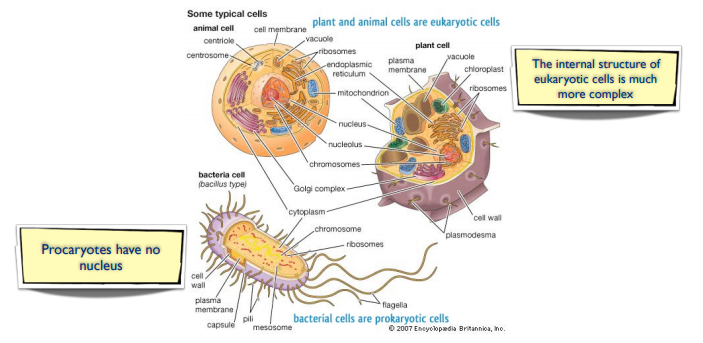 Some typical cells
plant and animal cells are eukaryotic cells
animal cell
cell membrane
centriole
vacuole
centrosome
ribosomes
endoplasmic
reticulum
mitochondrion
nucleus
nucleolus
chromosomes
Golgi complex
cytoplasm
plant cell
plasma
membrane
vacuole
chloroplast
ribosomes
cell wall
plasmodesma
The internal structure of
eukaryotic cells is much
more complex
bacteria cell
(bacillus type)
chromosome
ribosomes
cell
wall
plasma
membrane
capsule
pili
mesosome
flagella
Procaryotes have no
nucleus
bacterial cells are prokaryotic cells
© 2007 Encyclopædia Britannica, Inc.